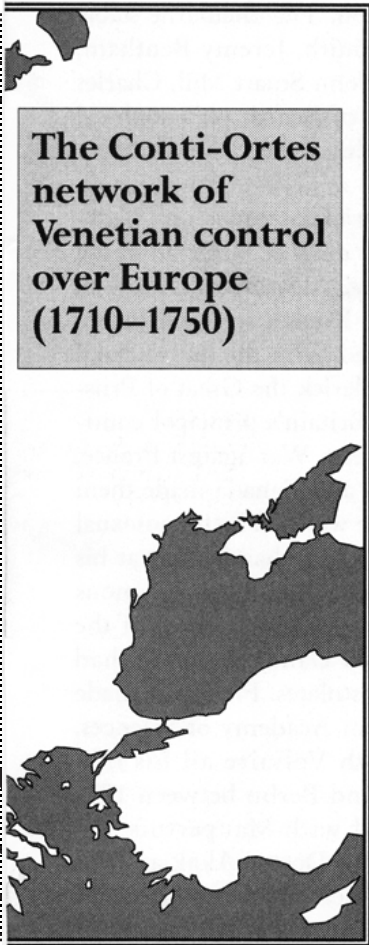 The Conti-Ortes
network of
Venetian control
over Europe
(1710–1750)